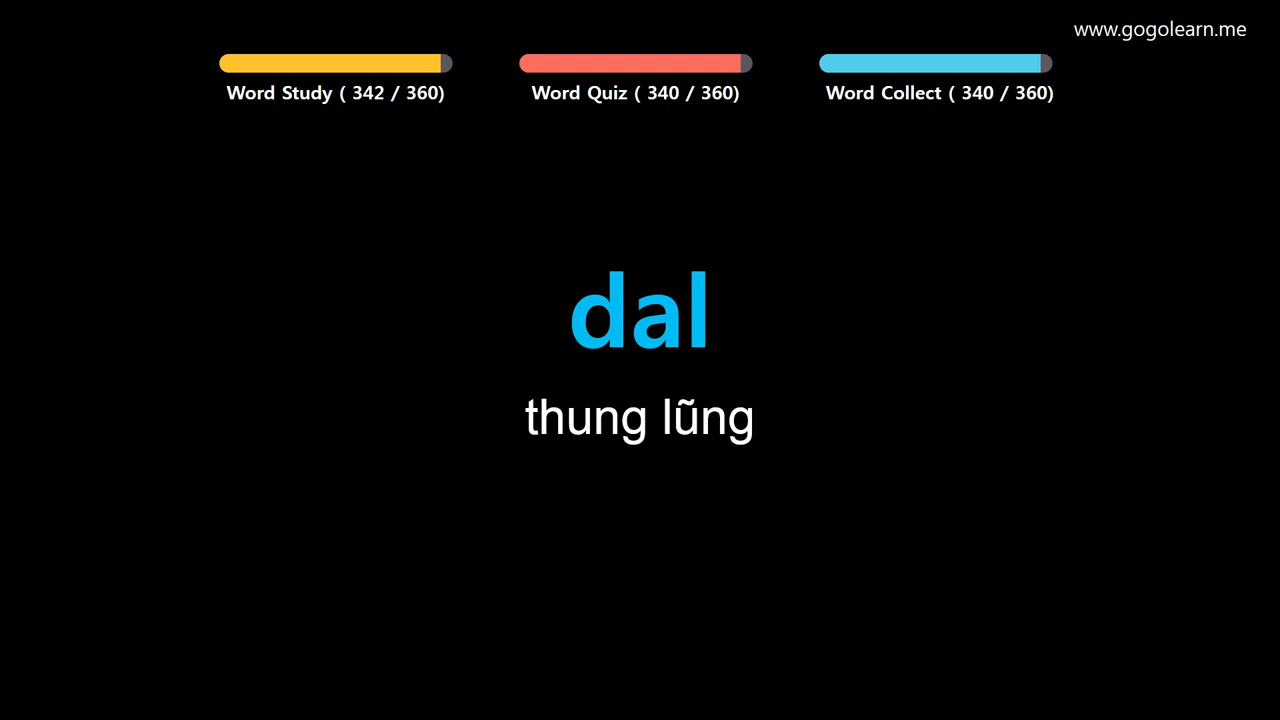 www.gogolearn.me
Word Study ( 342 / 360)
Word Quiz ( 340 / 360)
Word Collect ( 340 / 360)
dal
thung lũng